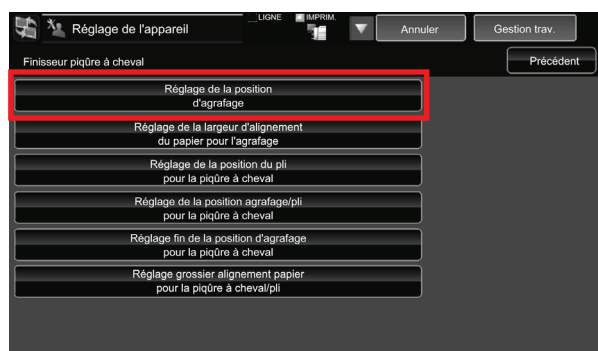 LIGNE IMPRIM.
Réglage de l'appareil Annuler Gestion trav.
Finisseur piqûre à cheval Précédent
Réglage de la position
d'agrafage
Réglage de la largeur d'alignement
du papier pour l'agrafage
Réglage de la position du pli
pour la piqûre à cheval
Réglage de la position agrafage/pli
pour la piqûre à cheval
Réglage fin de la position d'agrafage
pour la piqûre à cheval
Réglage grossier alignement papier
pour la piqûre à cheval/pli